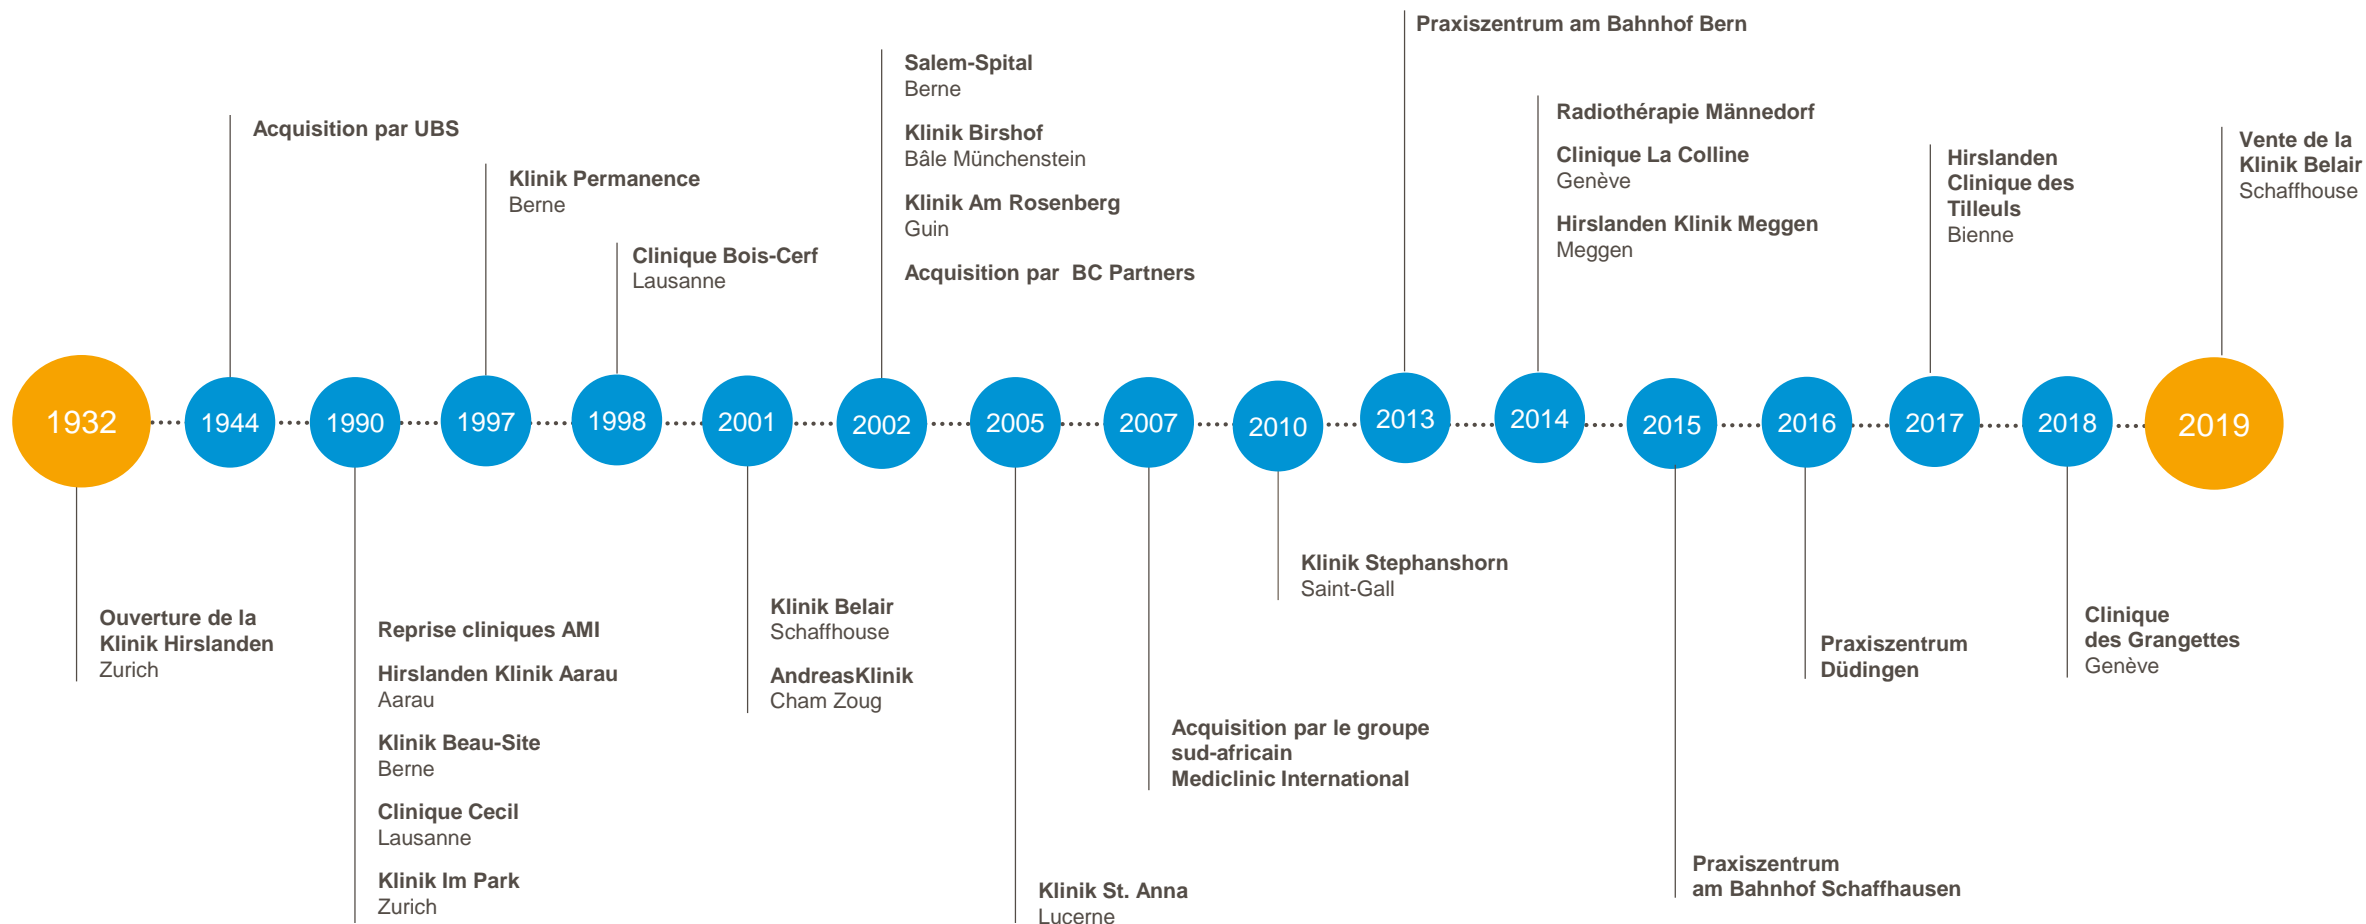 Praxiszentrum am Bahnhof Bern
Salem-Spital
Berne
Klinik Birshof
Bâle Münchenstein
Klinik Am Rosenberg
Guin
Acquisition par  BC Partners
Acquisition par UBS
Klinik Permanence
Berne
Clinique Bois-Cerf
Lausanne
Radiothérapie Männedorf
Clinique La Colline
Genève
Hirslanden Klinik Meggen
Meggen
Hirslanden
Clinique des
Tilleuls
Bienne
Vente de la
Klinik Belair
Schaffhouse
1932
1944
1990
1997
1998
2001
2002
2005
2007
2010
2013
2014
2015
2016
2017
2018
2019
Ouverture de la
Klinik Hirslanden
Zurich
Reprise cliniques AMI
Hirslanden Klinik Aarau
Aarau
Klinik Beau-Site
Berne
Clinique Cecil
Lausanne
Klinik Im Park
Zurich
Klinik Belair
Schaffhouse
AndreasKlinik
Cham Zoug
Klinik St. Anna
Lucerne
Acquisition par le groupe
sud-africain
Mediclinic International
Klinik Stephanshorn
Saint-Gall
Praxiszentrum
am Bahnhof Schaffhausen
Praxiszentrum
Düdingen
Clinique
des Grangettes
Genève